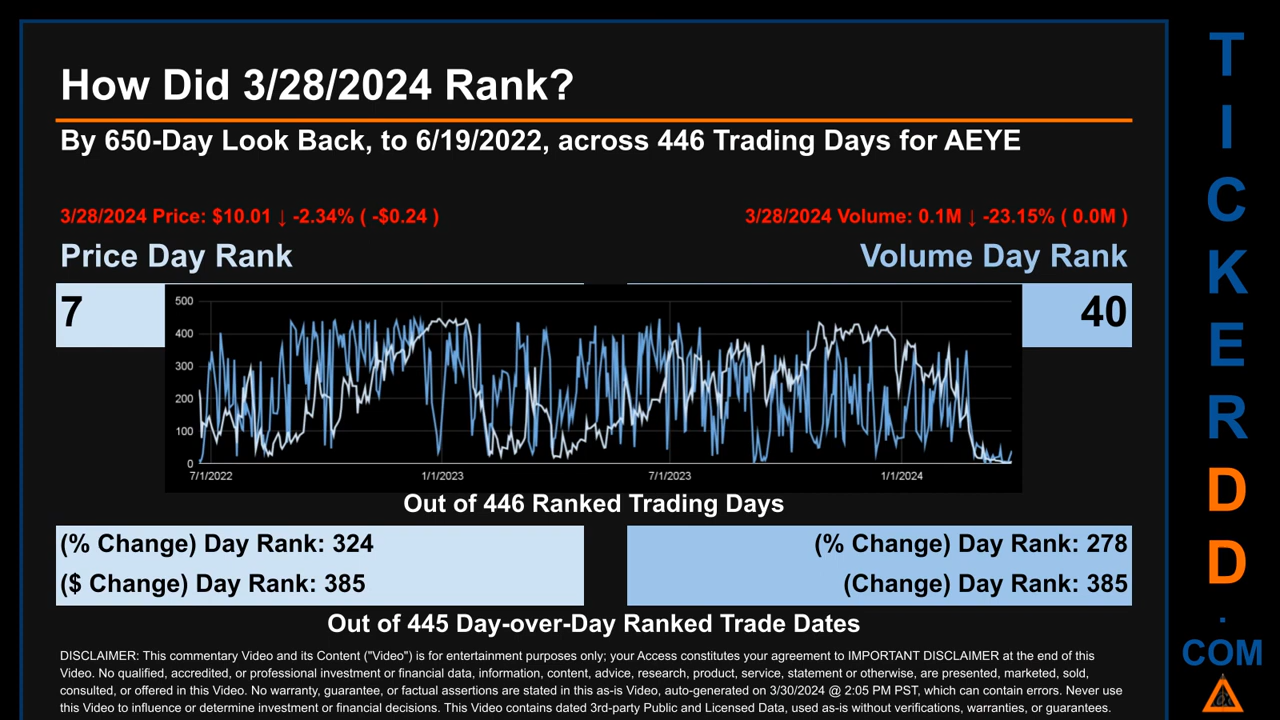 How Did 3/28/2024 Rank?
By 650-Day Look Back, to 6/19/2022, across 446 Trading Days for AEYE
3/28/2024 Price: $10.01 ↓ -2.34% ( -$0.24 )
3/28/2024 Volume: 0.1M ↓ -23.15% ( 0.0M )
Price Day Rank
Volume Day Rank
7
40
500
400
300
200
100
0
7/1/2022
1/1/2023
7/1/2023
1/1/2024
Out of 446 Ranked Trading Days
(% Change) Day Rank: 324
($ Change) Day Rank: 385
(% Change) Day Rank: 278
(Change) Day Rank: 385
Out of 445 Day-over-Day Ranked Trade Dates
DISCLAIMER: This commentary Video and its Content ("Video") is for entertainment purposes only; your Access constitutes your agreement to IMPORTANT DISCLAIMER at the end of this
Video. No qualified, accredited, or professional investment or financial data, information, content, advice, research, product, service, statement or otherwise, are presented, marketed, sold,
consulted, or offered in this Video. No warranty, guarantee, or factual assertions are stated in this as-is Video, auto-generated on 3/30/2024 @ 2:05 PM PST, which can contain errors. Never use
this Video to influence or determine investment or financial decisions. This Video contains dated 3rd-party Public and Licensed Data, used as-is without verifications, warranties, or guarantees.
T
I
C
K
E
R
D
D
.
COM